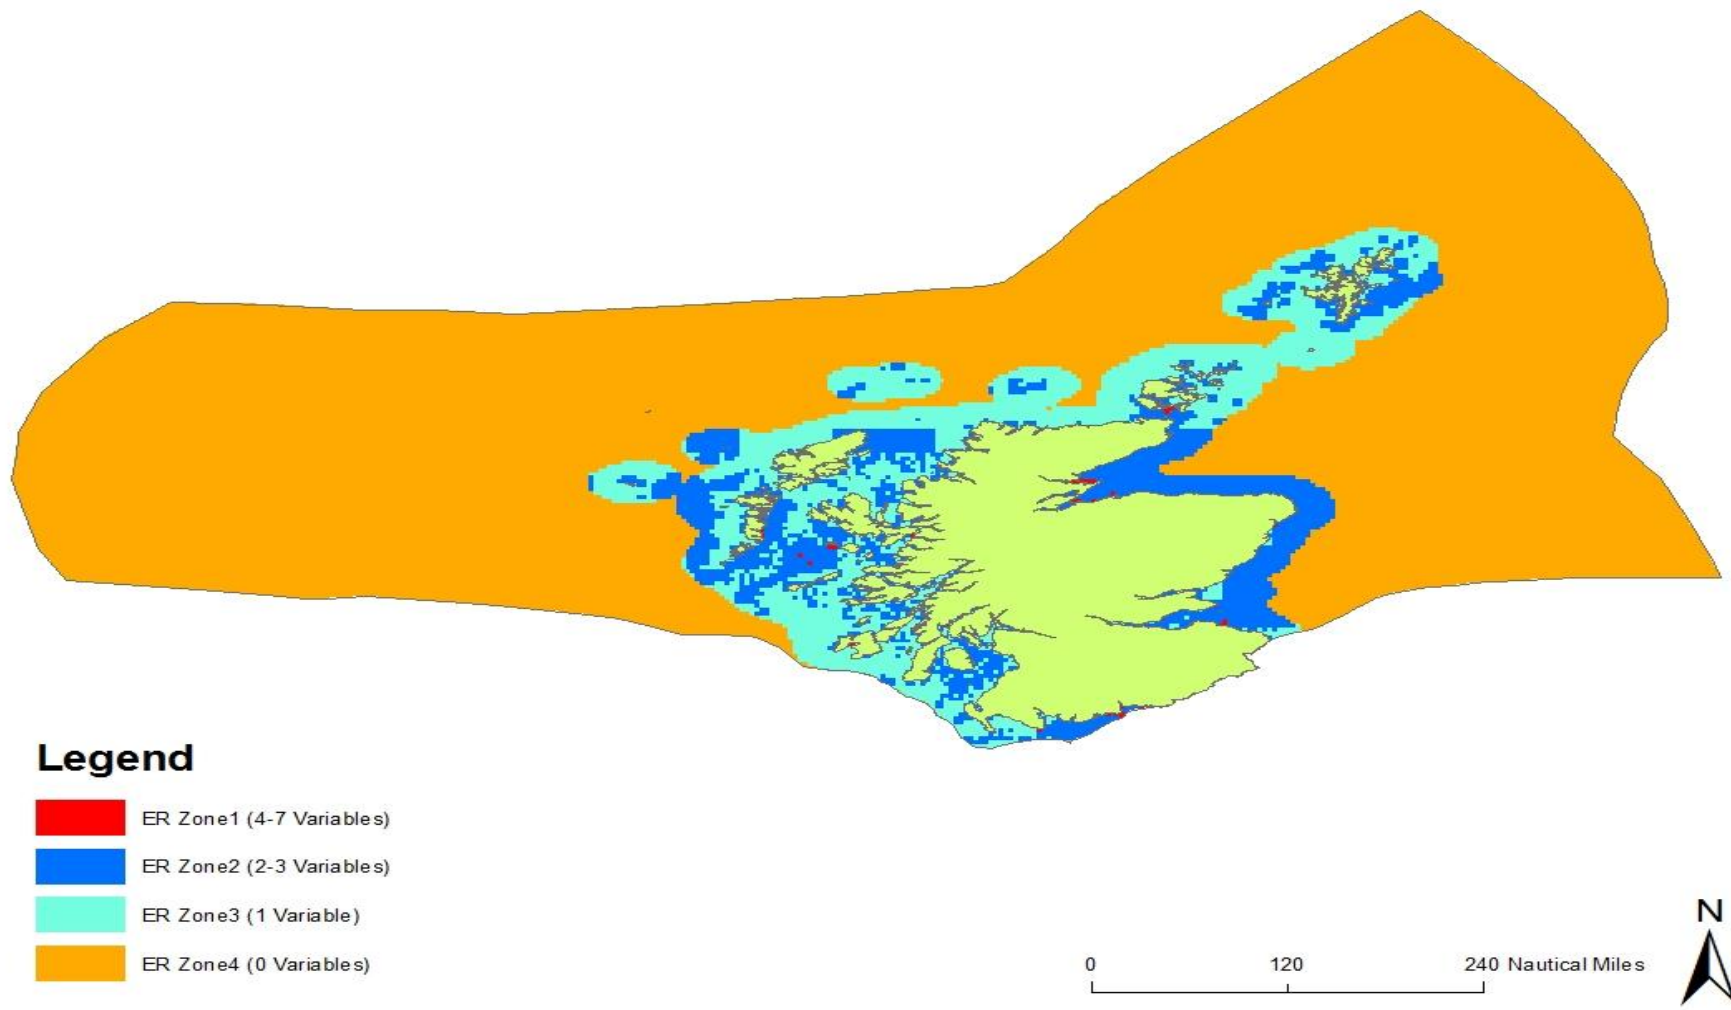 Legend
ER Zone1 (4-7 Variables)
ER Zone2 (2-3 Variables)
ER Zone3 (1 Variable)
ER Zone4 (0 Variables)
N
0 120 240 Nautical Miles